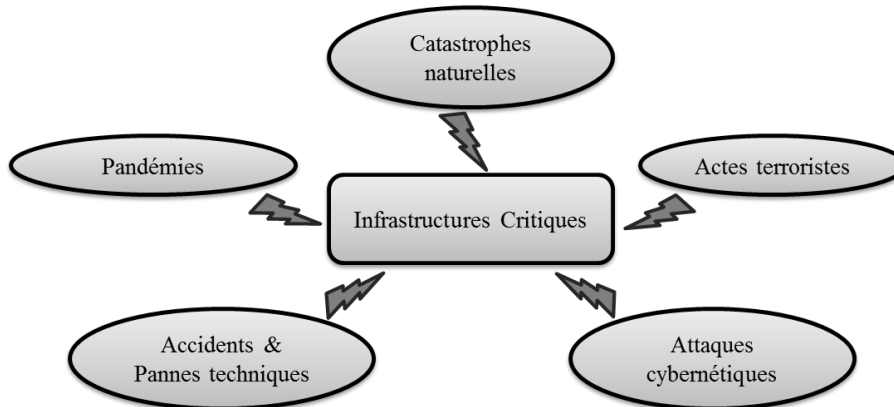 Catastrophes
naturelles
Pandémies
Actes terroristes
Infrastructures Critiques
Accidents &
Pannes techniques
Attaques
cybernétiques